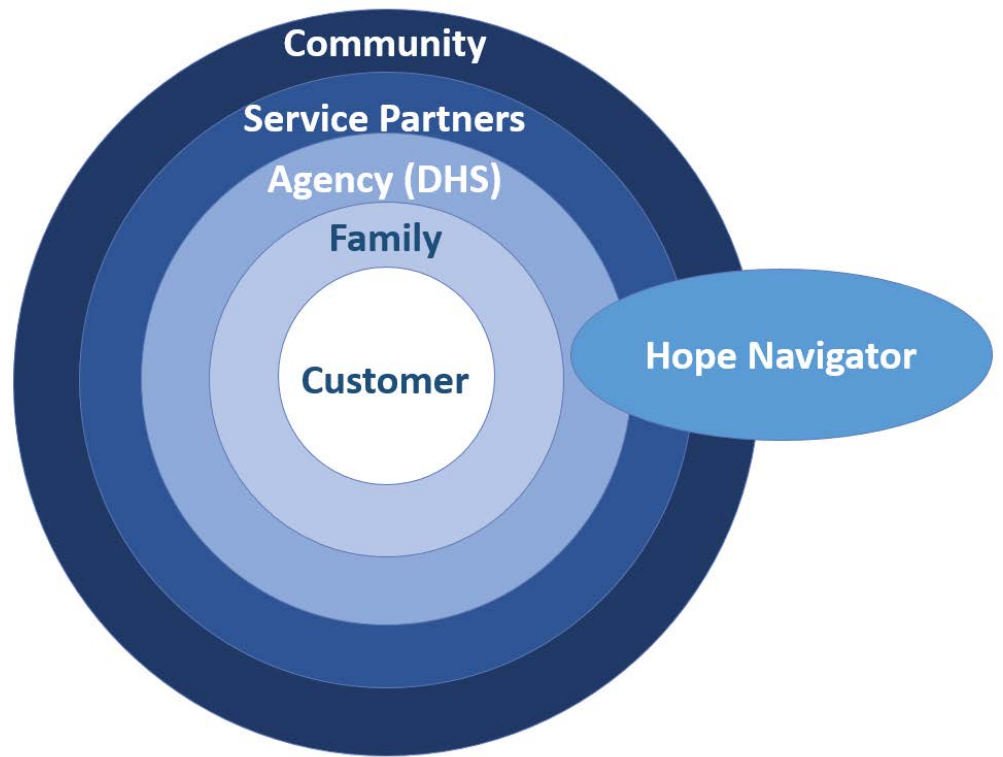 Community
Service Partners
Agency (DHS)
Family
Hope Navigator
Customer